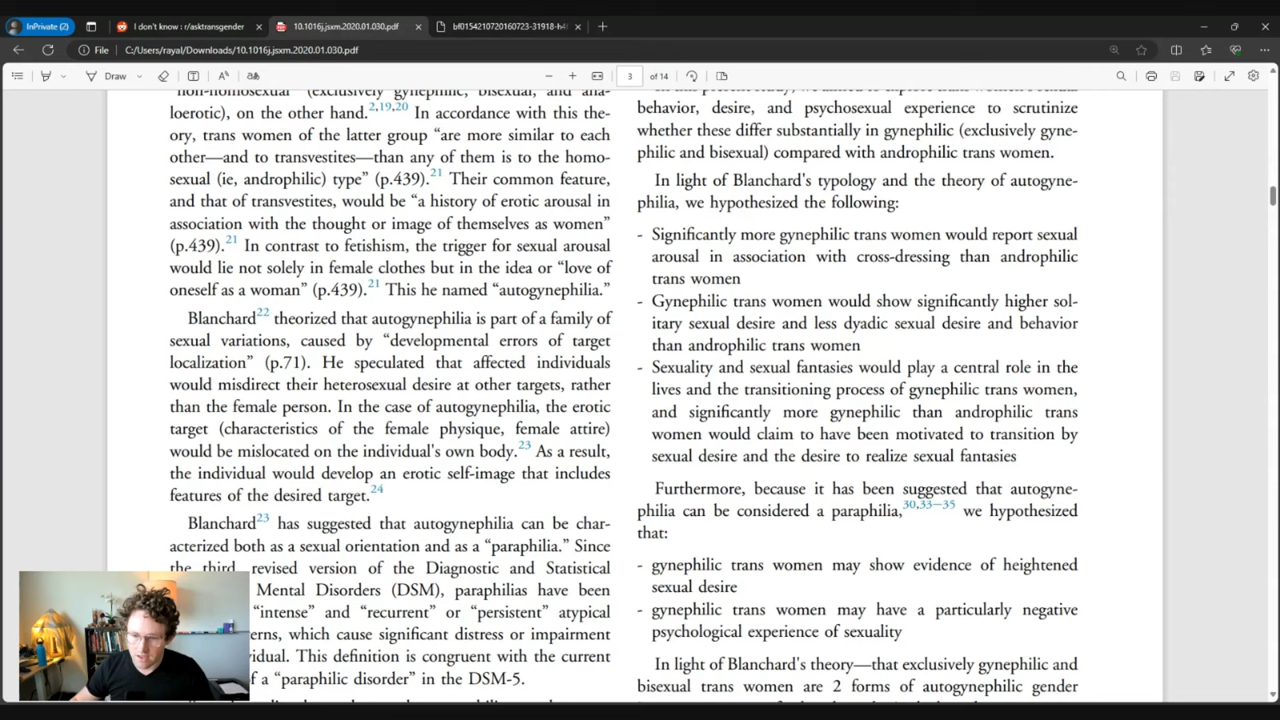 InPrivate (2)
I don't know : r/asktransgender
10.1016j.jsxm.2020.01.030.pdf
bf0154210720160723-31918-h4
File
C:/Users/rayal/Downloads/10.1016j.jsxm.2020.01.030.pdf
Draw
3 of 14
non-homosexual" (exclusively gynephilic, bisexual, and ana-
loerotic), on the other hand.2,19,20 In accordance with this the-
ory, trans women of the latter group “are more similar to each
other—and to transvestites—than any of them is to the homo-
sexual (ie, androphilic) type” (p.439).21 Their common feature,
and that of transvestites, would be “a history of erotic arousal in
association with the thought or image of themselves as women”
(p.439).21 In contrast to fetishism, the trigger for sexual arousal
would lie not solely in female clothes but in the idea or “love of
oneself as a woman” (p.439).21 This he named “autogynephilia.”
Blanchard22 theorized that autogynephilia is part of a family of
sexual variations, caused by “developmental errors of target
localization” (p.71). He speculated that affected individuals
would misdirect their heterosexual desire at other targets, rather
than the female person. In the case of autogynephilia, the erotic
target (characteristics of the female physique, female attire)
would be mislocated on the individual's own body.23 As a result,
the individual would develop an erotic self-image that includes
features of the desired target.24
Blanchard23 has suggested that autogynephilia can be char-
acterized both as a sexual orientation and as a “paraphilia.” Since
the third, revised version of the Diagnostic and Statistical
Mental Disorders (DSM), paraphilias have been
“intense” and “recurrent” or “persistent” atypical
erns, which cause significant distress or impairment
vidual. This definition is congruent with the current
of a “paraphilic disorder” in the DSM-5.
behavior, desire, and psychosexual experience to scrutinize
whether these differ substantially in gynephilic (exclusively gyne-
philic and bisexual) compared with androphilic trans women.
In light of Blanchard's typology and the theory of autogyne-
philia, we hypothesized the following:
- Significantly more gynephilic trans women would report sexual
arousal in association with cross-dressing than androphilic
trans women
- Gynephilic trans women would show significantly higher sol-
itary sexual desire and less dyadic sexual desire and behavior
than androphilic trans women
- Sexuality and sexual fantasies would play a central role in the
lives and the transitioning process of gynephilic trans women,
and significantly more gynephilic than androphilic trans
women would claim to have been motivated to transition by
sexual desire and the desire to realize sexual fantasies
Furthermore, because it has been suggested that autogyne-
philia can be considered a paraphilia,30,33–35 we hypothesized
that:
- gynephilic trans women may show evidence of heightened
sexual desire
- gynephilic trans women may have a particularly negative
psychological experience of sexuality
In light of Blanchard's theory—that exclusively gynephilic and
bisexual trans women are 2 forms of autogynephilic gender